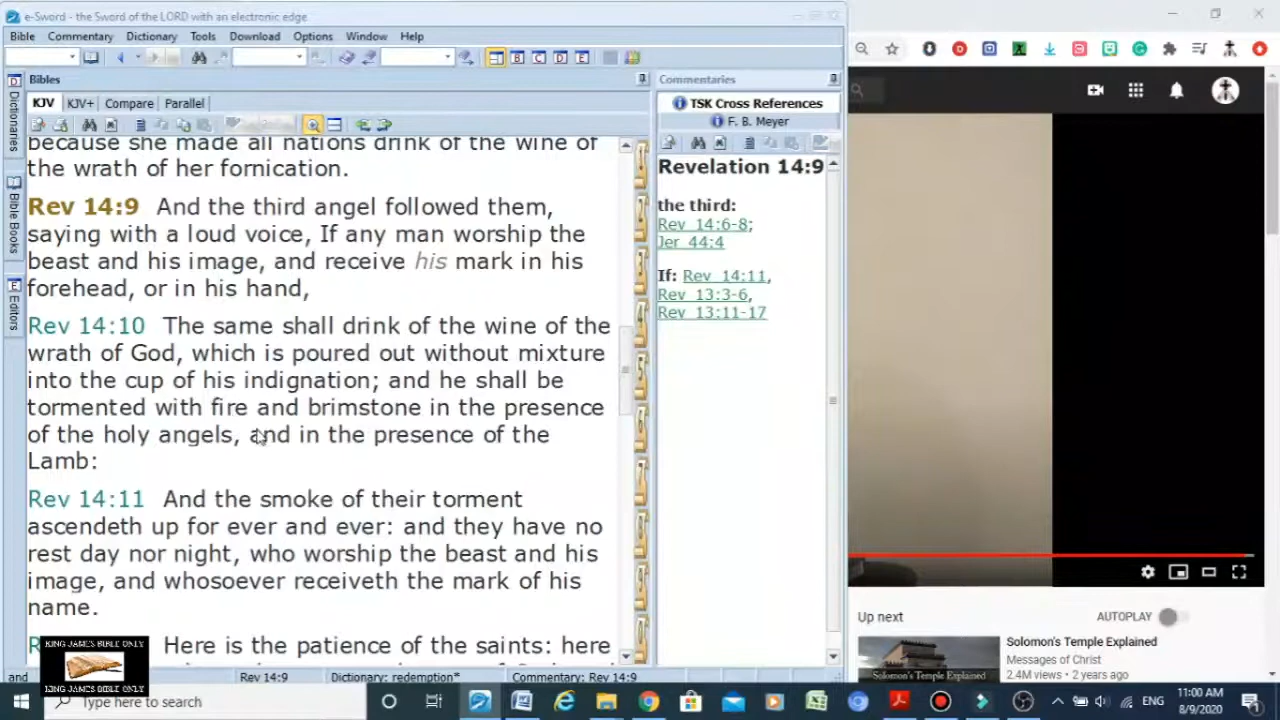 e-Sword - the Sword of the LORD with an electronic edge
Bible Commentary Dictionary Tools Download Options Window Help
B C D E
Bibles
Commentaries
KJV KJV+ Compare Parallel
TSK Cross References
F. B. Meyer
Dictionaries
Bible Books
Editors
because she made all nations drink of the wine of
the wrath of her fornication.
Rev 14:9 And the third angel followed them,
saying with a loud voice, If any man worship the
beast and his image, and receive his mark in his
forehead, or in his hand,
Rev 14:10 The same shall drink of the wine of the
wrath of God, which is poured out without mixture
into the cup of his indignation; and he shall be
tormented with fire and brimstone in the presence
of the holy angels, and in the presence of the
Lamb:
Rev 14:11 And the smoke of their torment
ascendeth up for ever and ever: and they have no
rest day nor night, who worship the beast and his
image, and whosoever receiveth the mark of his
name.
Here is the patience of the saints: here
Revelation 14:9
the third:
Rev 14:6-8;
Jer 44:4
If: Rev 14:11,
Rev 13:3-6,
Rev 13:11-17
Up next
AUTOPLAY
Solomon's Temple Explained
Messages of Christ
2.4M views • 2 years ago
SOLOMON'S TEMPLE
Explained
KING JAMES BIBLE ONLY
KING JAMES BIBLE ONLY
and
Rev 14:9
Dictionary: redemption*
Commentary: Rev 14:9
Type here to search
ENG
11:00 AM
8/9/2020